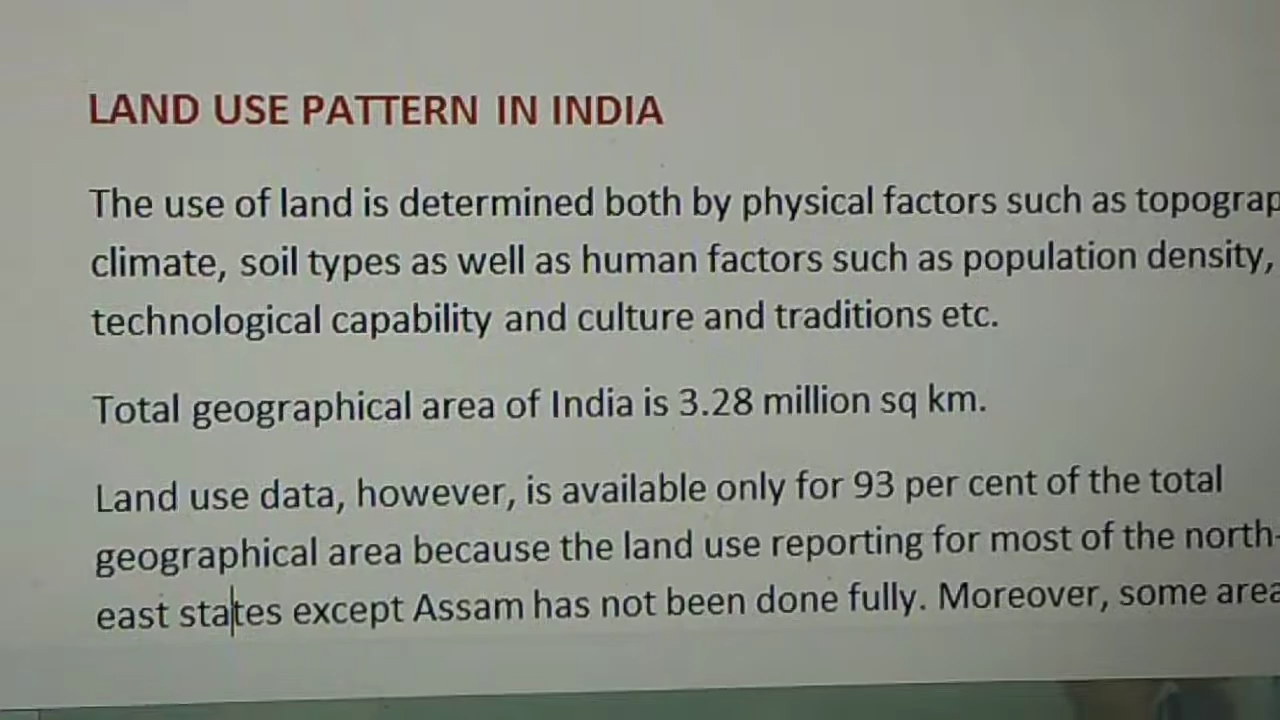 LAND USE PATTERN IN INDIA
The use of land is determined both by physical factors such as topograp
climate, soil types as well as human factors such as population density,
technological capability and culture and traditions etc.
Total geographical area of India is 3.28 million sq km.
Land use data, however, is available only for 93 per cent of the total
geographical area because the land use reporting for most of the north-
east states except Assam has not been done fully. Moreover, some area